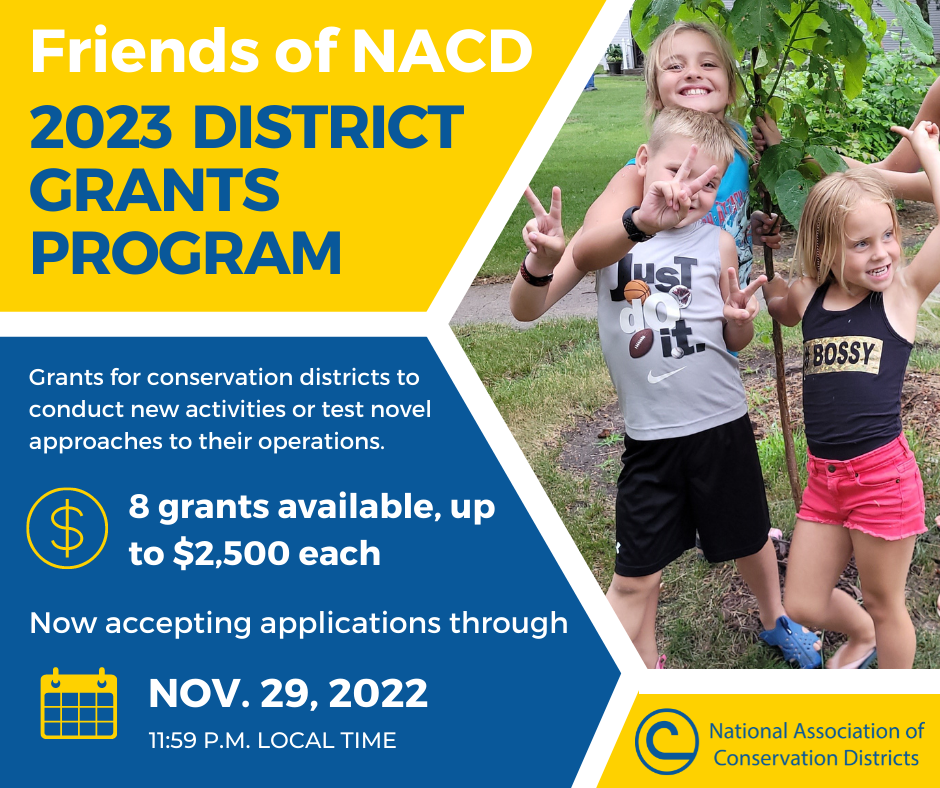 Friends of NACD
2023 DISTRICT
GRANTS
PROGRAM
Grants for conservation districts to
conduct new activities or test novel
approaches to their operations.
$
8 grants available, up
to $2,500 each
Now accepting applications through
NOV. 29, 2022
11:59 P.M. LOCAL TIME
JUST
do
it.
BOSSY
National Association of
Conservation Districts